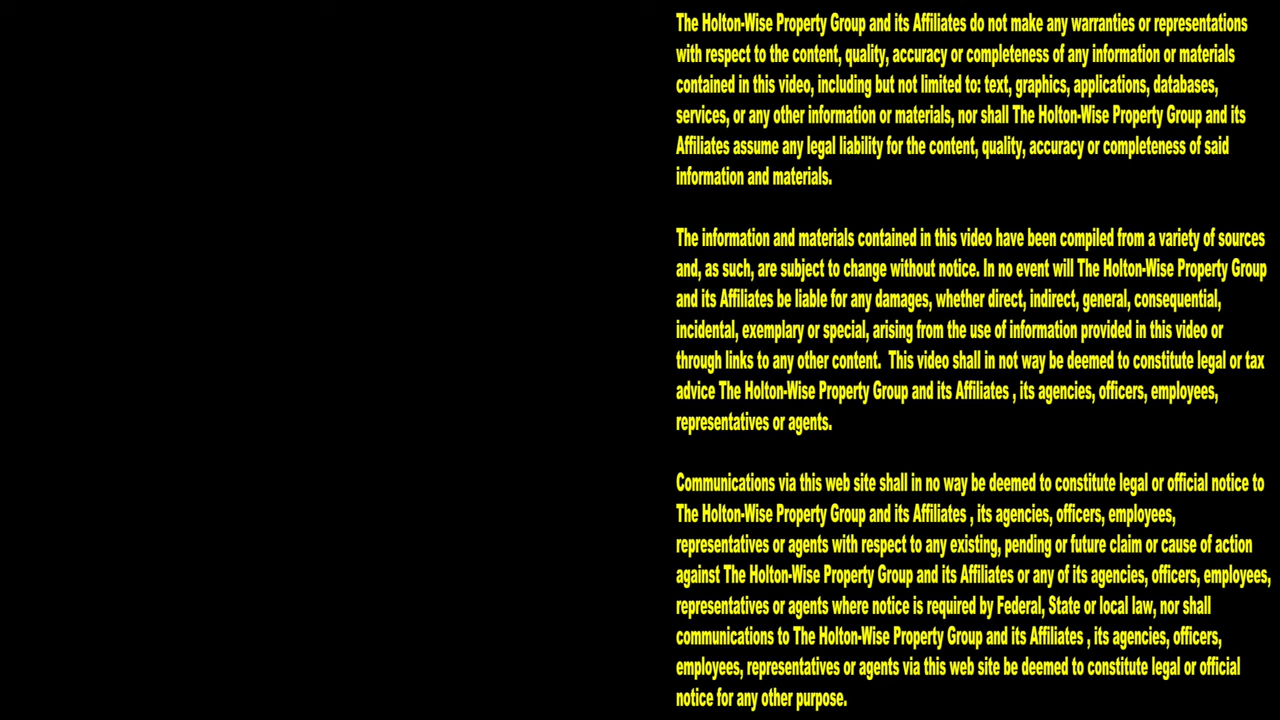 The Holton-Wise Property Group and its Affiliates do not make any warranties or representations
with respect to the content, quality, accuracy or completeness of any information or materials
contained in this video, including but not limited to: text, graphics, applications, databases,
services, or any other information or materials, nor shall The Holton-Wise Property Group and its
Affiliates assume any legal liability for the content, quality, accuracy or completeness of said
information and materials.
The information and materials contained in this video have been compiled from a variety of sources
and, as such, are subject to change without notice. In no event will The Holton-Wise Property Group
and its Affiliates be liable for any damages, whether direct, indirect, general, consequential,
incidental, exemplary or special, arising from the use of information provided in this video or
through links to any other content.  This video shall in not way be deemed to constitute legal or tax
advice The Holton-Wise Property Group and its Affiliates , its agencies, officers, employees,
representatives or agents.
Communications via this web site shall in no way be deemed to constitute legal or official notice to
The Holton-Wise Property Group and its Affiliates , its agencies, officers, employees,
representatives or agents with respect to any existing, pending or future claim or cause of action
against The Holton-Wise Property Group and its Affiliates or any of its agencies, officers, employees,
representatives or agents where notice is required by Federal, State or local law, nor shall
communications to The Holton-Wise Property Group and its Affiliates , its agencies, officers,
employees, representatives or agents via this web site be deemed to constitute legal or official
notice for any other purpose.